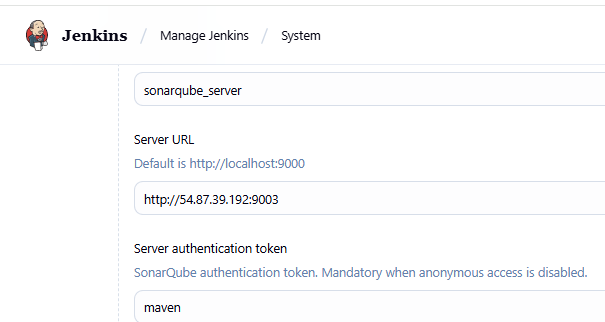 Jenkins / Manage Jenkins / System
sonarqube_server
Server URL
Default is http://localhost:9000
http://54.87.39.192:9003
Server authentication token
SonarQube authentication token. Mandatory when anonymous access is disabled.
maven